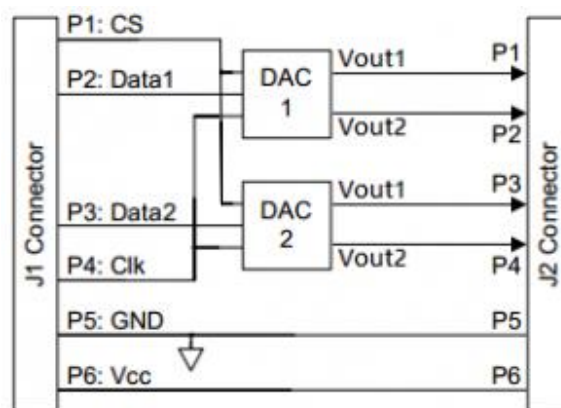 P1: CS
Vout1
P1
P2: Data1
DAC
1
Vout2
P2
J1 Connector
J2 Connector
Vout1
P3
P3: Data2
DAC
2
Vout2
P4
P4: Clk
P5: GND
P5
P6: Vcc
P6